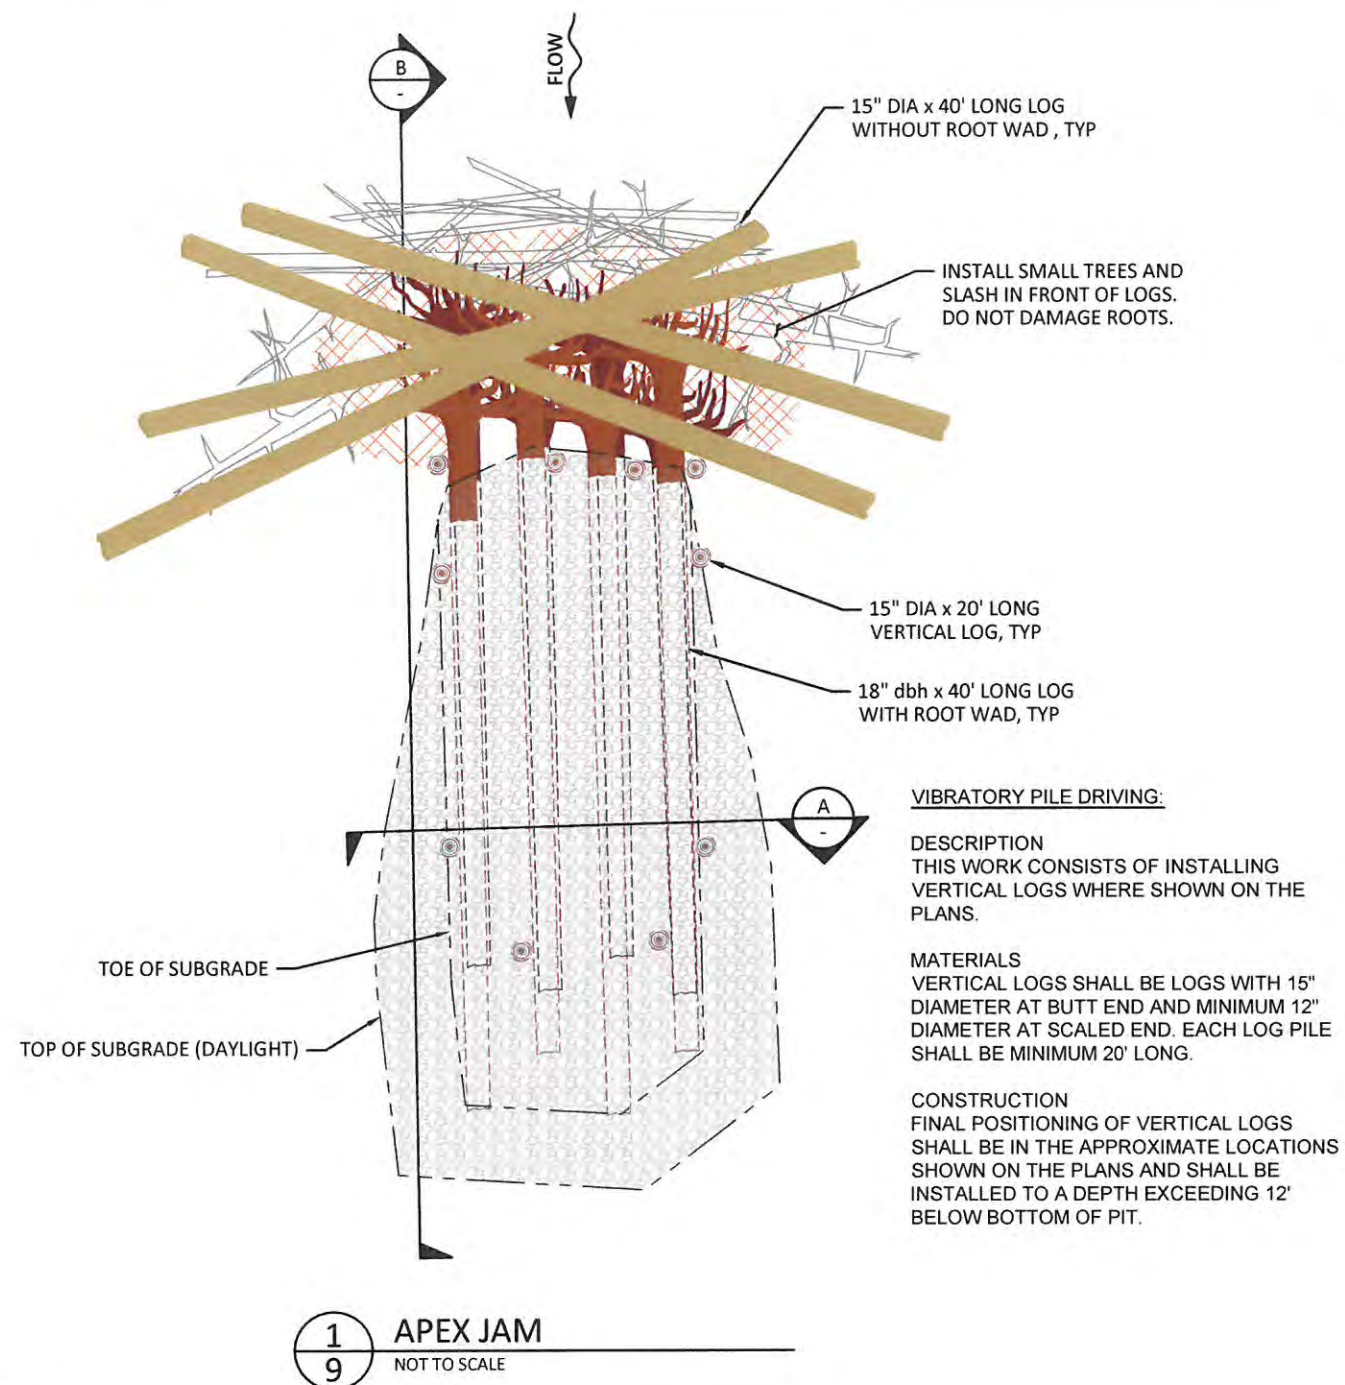 B
-
FLOW
15" DIA x 40' LONG LOG
WITHOUT ROOT WAD , TYP
INSTALL SMALL TREES AND
SLASH IN FRONT OF LOGS.
DO NOT DAMAGE ROOTS.
15" DIA x 20' LONG
VERTICAL LOG, TYP
18" dbh x 40' LONG LOG
WITH ROOT WAD, TYP
A
-
TOE OF SUBGRADE
TOP OF SUBGRADE (DAYLIGHT)
VIBRATORY PILE DRIVING:
DESCRIPTION
THIS WORK CONSISTS OF INSTALLING
VERTICAL LOGS WHERE SHOWN ON THE
PLANS.
MATERIALS
VERTICAL LOGS SHALL BE LOGS WITH 15"
DIAMETER AT BUTT END AND MINIMUM 12"
DIAMETER AT SCALED END. EACH LOG PILE
SHALL BE MINIMUM 20' LONG.
CONSTRUCTION
FINAL POSITIONING OF VERTICAL LOGS
SHALL BE IN THE APPROXIMATE LOCATIONS
SHOWN ON THE PLANS AND SHALL BE
INSTALLED TO A DEPTH EXCEEDING 12'
BELOW BOTTOM OF PIT.
1
9
APEX JAM
NOT TO SCALE